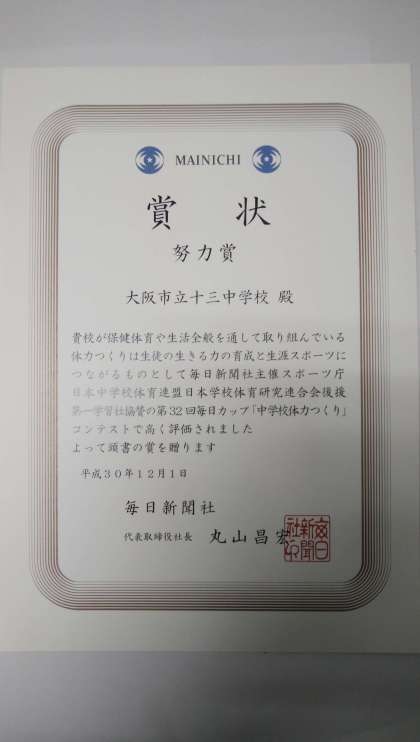 MAINICHI
賞 状
努力賞
大阪市立十三中学校 殿
貴校が保健体育や生活全般を通して取り組んでいる
体力つくりは生徒の生きる力の育成と生涯スポーツに
つながるものとして毎日新聞社主催スポーツ庁
日本中学校体育連盟日本学校体育研究連合会後援
第一学習社協賛の第32回毎日カップ「中学校体力つくり」
コンテストで高く評価されました
よって頭書の賞を贈ります
平成30年12月1日
毎日新聞社
代表取締役社長 丸山昌宏